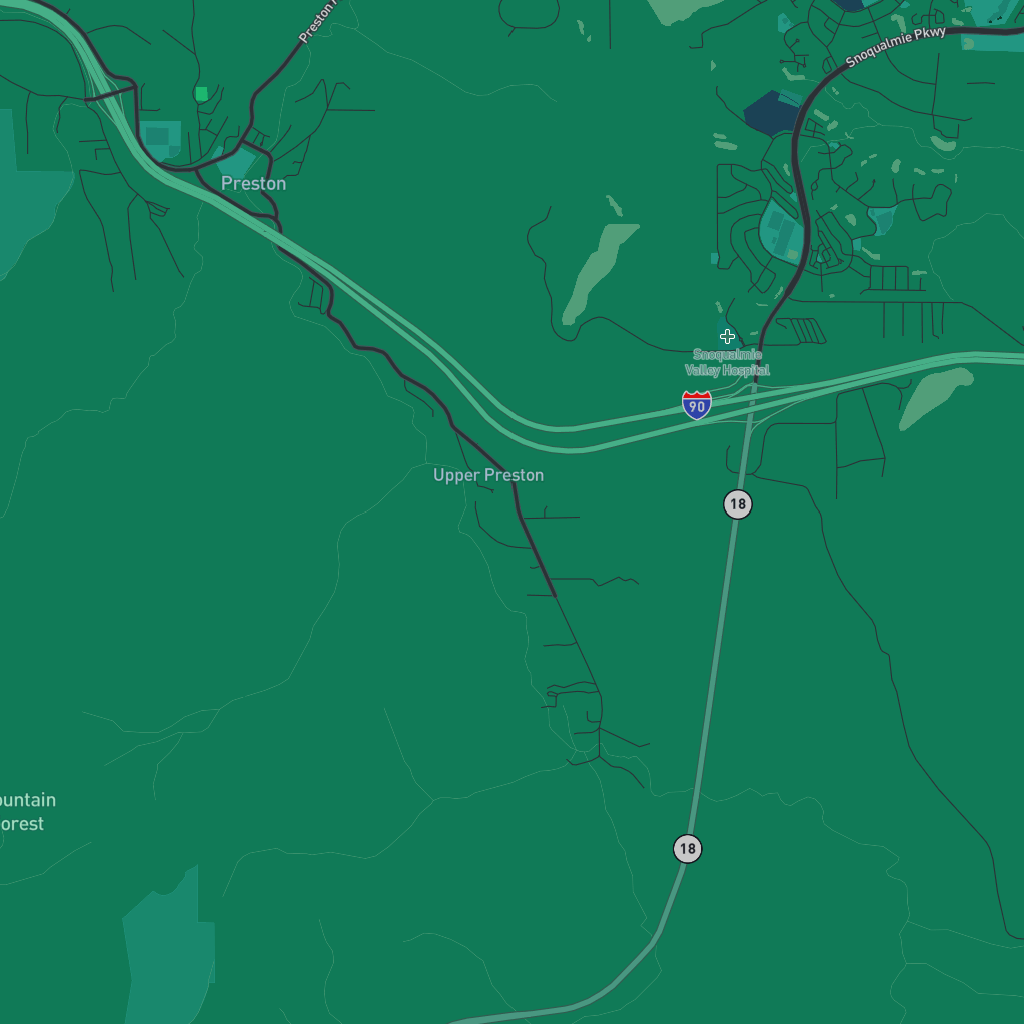 Preston
Snoqualmie Pkwy
Preston
Snoqualmie
Valley Hospital
90
Upper Preston
18
ountain
orest
18